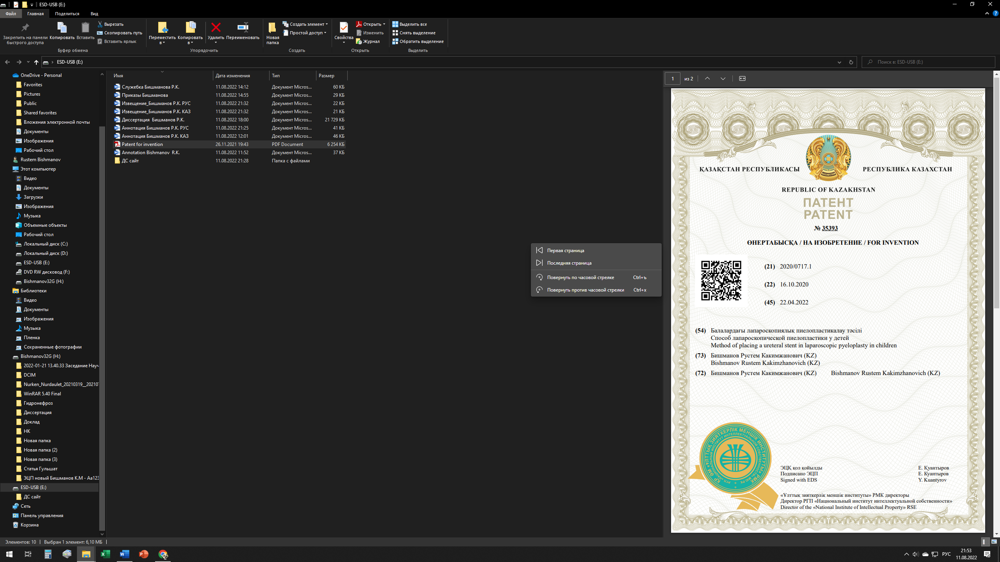 ESD-USB (E:)
Файл Главная Поделиться Вид
Закрепить на панели быстрого доступа
Копировать
Вставить
Вырезать
Скопировать путь
Вставить ярлык
Буфер обмена
Переместить в
Копировать в
Удалить
Переименовать
Упорядочить
Новая папка
Создать элемент
Простой доступ
Создать
Свойства
Открыть
Изменить
Журнал
Открыть
Выделить все
Снять выделение
Обратить выделение
Выделить
ESD-USB (E:)
Поиск в: ESD-USB (E:)
OneDrive - Personal
Favorites
Pictures
Public
Shared favorites
Вложения электронной почты
Документы
Изображения
Рабочий стол
Rustem Bishmanov
Этот компьютер
Видео
Документы
Загрузки
Изображения
Музыка
Объемные объекты
Рабочий стол
Локальный диск (C:)
Локальный диск (D:)
ESD-USB (E:)
DVD RW дисковод (F:)
Bishmanov32G (H:)
Библиотеки
Видео
Документы
Изображения
Музыка
Пленка
Сохраненные фотографии
Bishmanov32G (H:)
2022-01-21 13.40.33 Заседание Науч
DCIM
Nurken_Nurdaulet_20210319__20210
WinRAR 5.40 Final
Гидронефроз
Диссертация
Доклад
НК
Новая папка
Новая папка (2)
Новая папка (3)
Статья Гульшат
ЭЦП новый Бишманов К.М - Aa123
ESD-USB (E:)
ДС сайт
Сеть
Панель управления
Корзина
Имя Дата изменения Тип Размер
Служебка Бишманова Р.К. 11.08.2022 14:12 Документ Micros... 60 КБ
Приказы Бишманова 11.08.2022 14:55 Документ Micros... 29 КБ
Извещение_Бишманов Р.К. РУС 11.08.2022 21:32 Документ Micros... 22 КБ
Извещение_Бишманов Р.К. КАЗ 11.08.2022 21:32 Документ Micros... 21 КБ
Диссертация Бишманов Р.К. 11.08.2022 18:00 Документ Micros... 21 729 КБ
Аннотация Бишманов Р.К. РУС 11.08.2022 21:25 Документ Micros... 41 КБ
Аннотация Бишманов Р.К. КАЗ 11.08.2022 12:01 Документ Micros... 46 КБ
Patent for invention 26.11.2021 19:43 PDF Document 6 254 КБ
Annotation Bishmanov R.K. 11.08.2022 11:52 Документ Micros... 37 КБ
ДС сайт 11.08.2022 21:28 Папка с файлами
Первая страница
Последняя страница
Повернуть по часовой стрелке Ctrl+ъ
Повернуть против часовой стрелки Ctrl+х
1 из 2
ҚАЗАҚСТАН РЕСПУБЛИКАСЫ РЕСПУБЛИКА КАЗАХСТАН
QAZAQSTAN
REPUBLIC OF KAZAKHSTAN
ПАТЕНТ
PATENT
№ 35393
ӨНЕРТАБЫСҚА / НА ИЗОБРЕТЕНИЕ / FOR INVENTION
(21) 2020/0717.1
(22) 16.10.2020
(45) 22.04.2022
(54) Балалардағы лапароскопиялық пиелопластикалау тәсілі
Способ лапароскопической пиелопластики у детей
Method of placing a ureteral stent in laparoscopic pyeloplasty in children
(73) Бишманов Рустем Какимжанович (KZ)
Bishmanov Rustem Kakimzhanovich (KZ)
(72) Бишманов Рустем Какимжанович (KZ) Bishmanov Rustem Kakimzhanovich (KZ)
ҚР ӘМ «ҰЛТТЫҚ ЗИЯТКЕРЛІК МЕНШІК ИНСТИТУТЫ» РМК
РГП «НАЦИОНАЛЬНЫЙ ИНСТИТУТ ИНТЕЛЛЕКТУАЛЬНОЙ СОБСТВЕННОСТИ» МЮ РК
ЭЦҚ қол қойылды Е. Қуантыров
Подписано ЭЦП Е. Куантыров
Signed with EDS Y. Kuantyrov
«Ұлттық зияткерлік меншік институты» РМК директоры
Директор РГП «Национальный институт интеллектуальной собственности»
Director of the «National Institute of Intellectual Property» RSE
Элементов: 10 Выбран 1 элемент: 6,10 МБ
РУС
21:53
11.08.2022